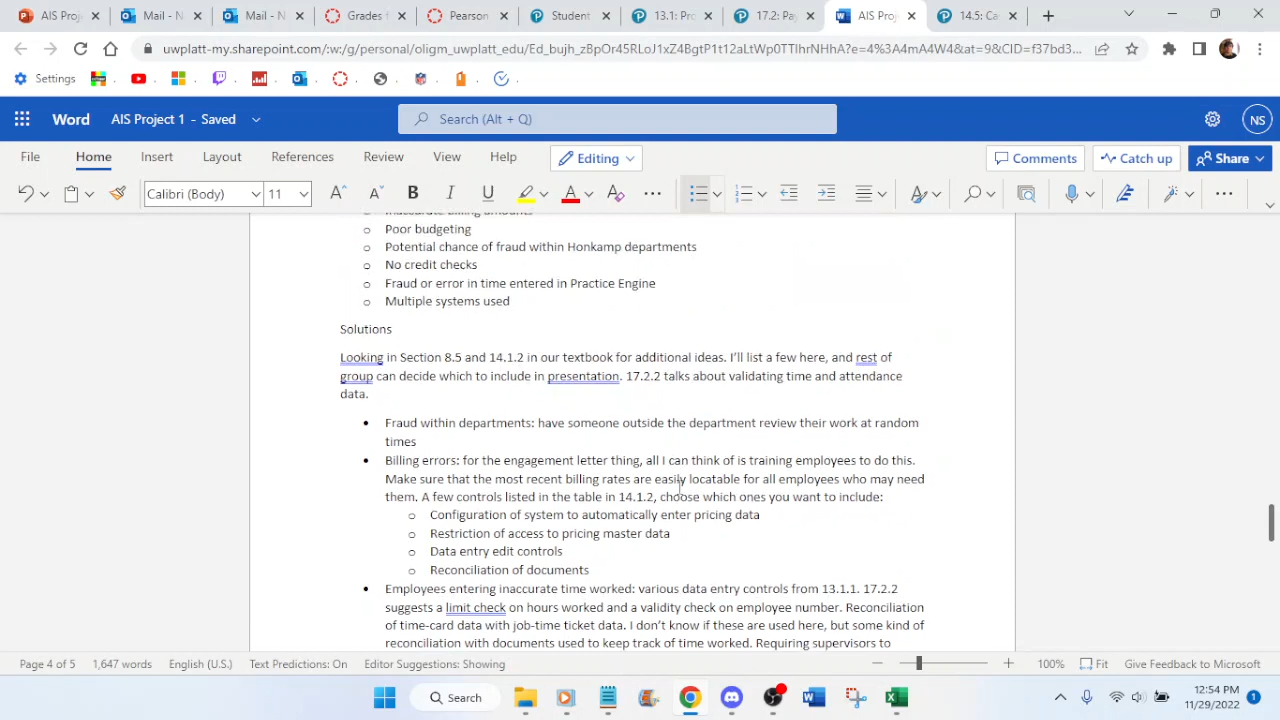 AIS Proj
Mail - N
Mail - N
Grades f
Pearson
Student
13.1: Pro
17.2: Pay
AIS Proj
14.5: Ca
uwplatt-my.sharepoint.com/:w:/g/personal/oligm_uwplatt_edu/Ed_bujh_zBpOr45RLoJ1xZ4BgtP1t12aLtWp0TTlhtNHhA?e=4%3A4mA4W4&at=9&CID=f37bd3...
Settings
Word
AIS Project 1 - Saved
Search (Alt + Q)
NS
File
Home
Insert
Layout
References
Review
View
Help
Editing
Comments
Catch up
Share
Calibri (Body)
11
Inaccurate billing amounts
Poor budgeting
Potential chance of fraud within Honkamp departments
No credit checks
Fraud or error in time entered in Practice Engine
Multiple systems used
Solutions
Looking in Section 8.5 and 14.1.2 in our textbook for additional ideas. I'll list a few here, and rest of
group can decide which to include in presentation. 17.2.2 talks about validating time and attendance
data.
Fraud within departments: have someone outside the department review their work at random
times
Billing errors: for the engagement letter thing, all I can think of is training employees to do this.
Make sure that the most recent billing rates are easily locatable for all employees who may need
them. A few controls listed in the table in 14.1.2, choose which ones you want to include:
Configuration of system to automatically enter pricing data
Restriction of access to pricing master data
Data entry edit controls
Reconciliation of documents
Employees entering inaccurate time worked: various data entry controls from 13.1.1. 17.2.2
suggests a limit check on hours worked and a validity check on employee number. Reconciliation
of time-card data with job-time ticket data. I don't know if these are used here, but some kind of
reconciliation with documents used to keep track of time worked. Requiring supervisors to
Page 4 of 5
1,647 words
English (U.S.)
Text Predictions: On
Editor Suggestions: Showing
100%
Fit
Give Feedback to Microsoft
Search
12:54 PM
11/29/2022
1